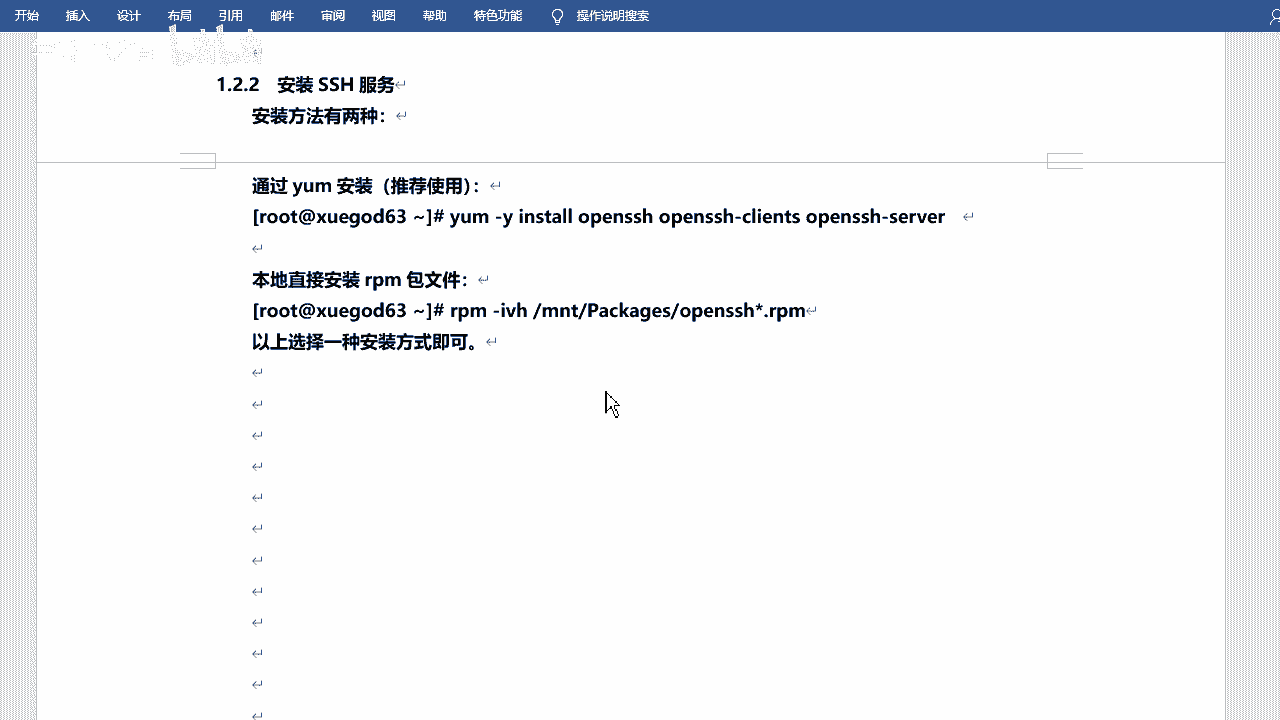 开始 插入 设计 布局 引用 邮件 审阅 视图 帮助 特色功能 操作说明搜索
1.2.2 安装 SSH 服务
安装方法有两种：
通过 yum 安装（推荐使用）：
[root@xuegod63 ~]# yum -y install openssh openssh-clients openssh-server
本地直接安装 rpm 包文件：
[root@xuegod63 ~]# rpm -ivh /mnt/Packages/openssh*.rpm
以上选择一种安装方式即可。